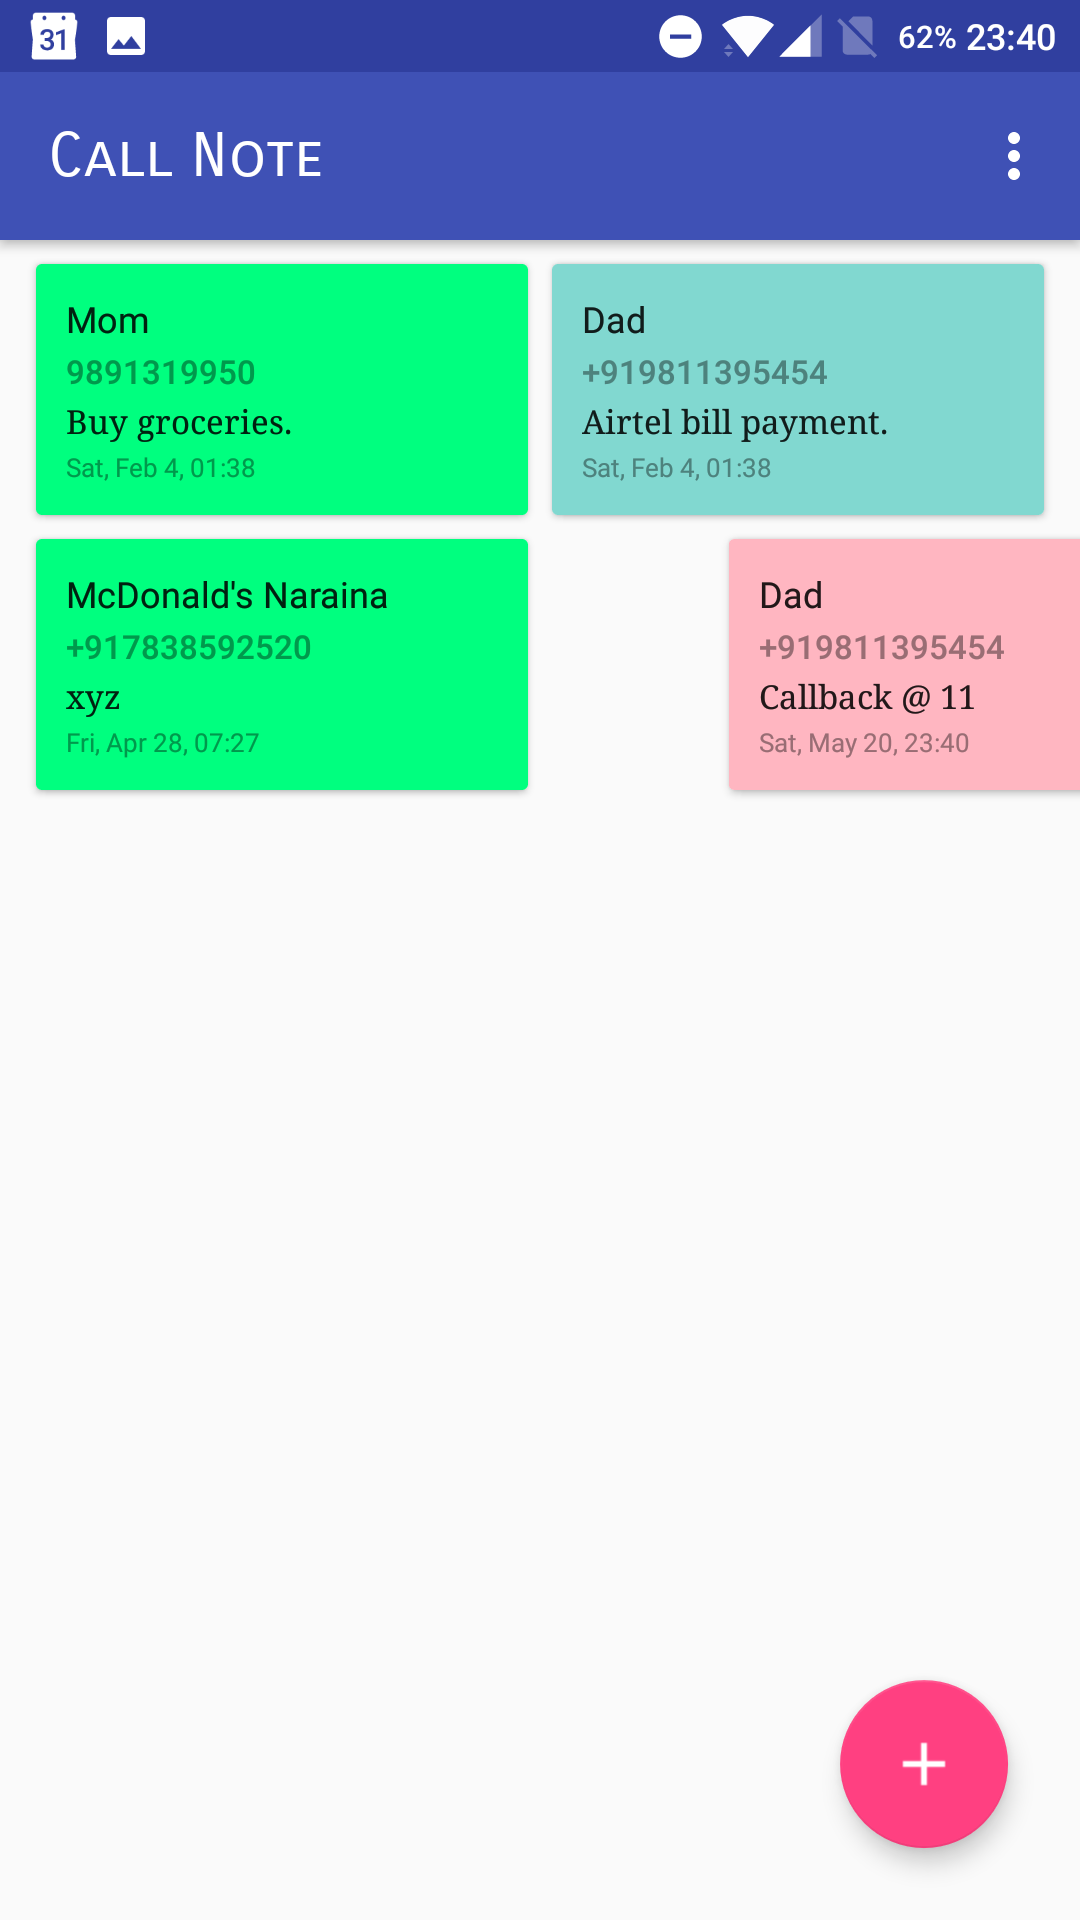 31
62% 23:40
Call Note
Mom
9891319950
Buy groceries.
Sat, Feb 4, 01:38
Dad
+919811395454
Airtel bill payment.
Sat, Feb 4, 01:38
McDonald's Naraina
+917838592520
xyz
Fri, Apr 28, 07:27
Dad
+919811395454
Callback @ 11
Sat, May 20, 23:40